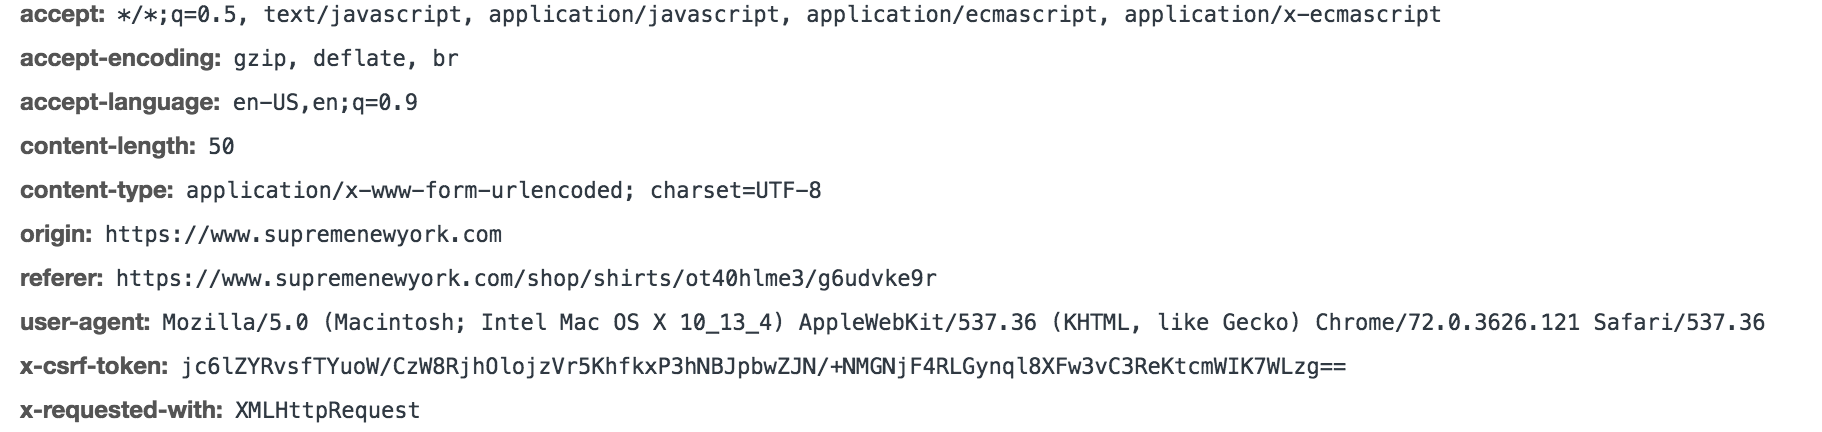 accept: */*;q=0.5, text/javascript, application/javascript, application/ecmascript, application/x-ecmascript
accept-encoding: gzip, deflate, br
accept-language: en-US,en;q=0.9
content-length: 50
content-type: application/x-www-form-urlencoded; charset=UTF-8
origin: https://www.supremenewyork.com
referer: https://www.supremenewyork.com/shop/shirts/ot40hlme3/g6udvke9r
user-agent: Mozilla/5.0 (Macintosh; Intel Mac OS X 10_13_4) AppleWebKit/537.36 (KHTML, like Gecko) Chrome/72.0.3626.121 Safari/537.36
x-csrf-token: jc6lZYRvsfTYuoW/CzW8RjhOlojzVr5KhfkxP3hNBJpbwZJN/+NMGNjF4RLGynql8XFw3vC3ReKtcmWIK7WLzg==
x-requested-with: XMLHttpRequest